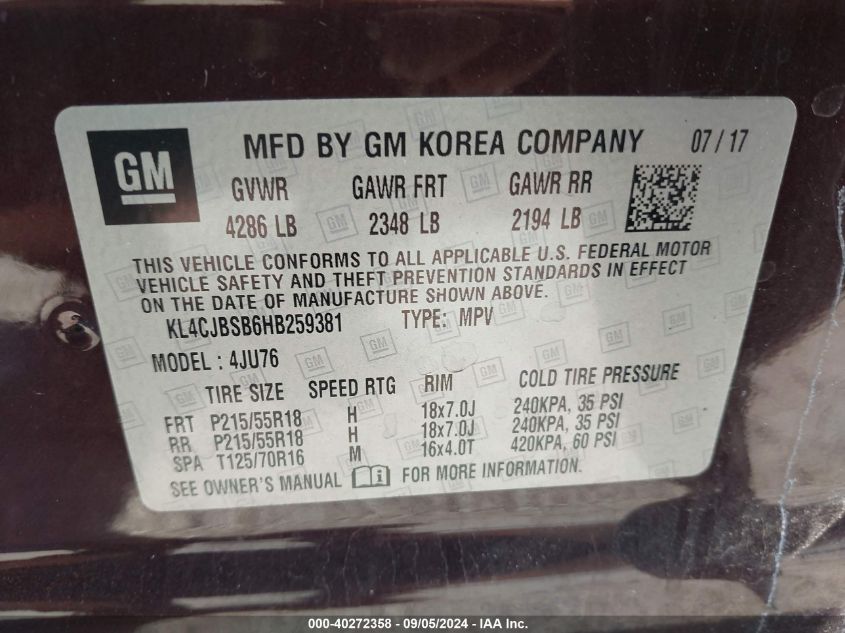 GM
MFD BY GM KOREA COMPANY 07/17
GVWR GAWR FRT GAWR RR
4286 LB 2348 LB 2194 LB
THIS VEHICLE CONFORMS TO ALL APPLICABLE U.S. FEDERAL MOTOR
VEHICLE SAFETY AND THEFT PREVENTION STANDARDS IN EFFECT
ON THE DATE OF MANUFACTURE SHOWN ABOVE.
KL4CJBSB6HB259381 TYPE: MPV
MODEL : 4JU76
TIRE SIZE SPEED RTG RIM COLD TIRE PRESSURE
FRT P215/55R18 H 18x7.0J 240KPA, 35 PSI
RR P215/55R18 H 18x7.0J 240KPA, 35 PSI
SPA T125/70R16 M 16x4.0T 420KPA, 60 PSI
SEE OWNER'S MANUAL FOR MORE INFORMATION.
000-40272358 - 09/05/2024 - IAA Inc.